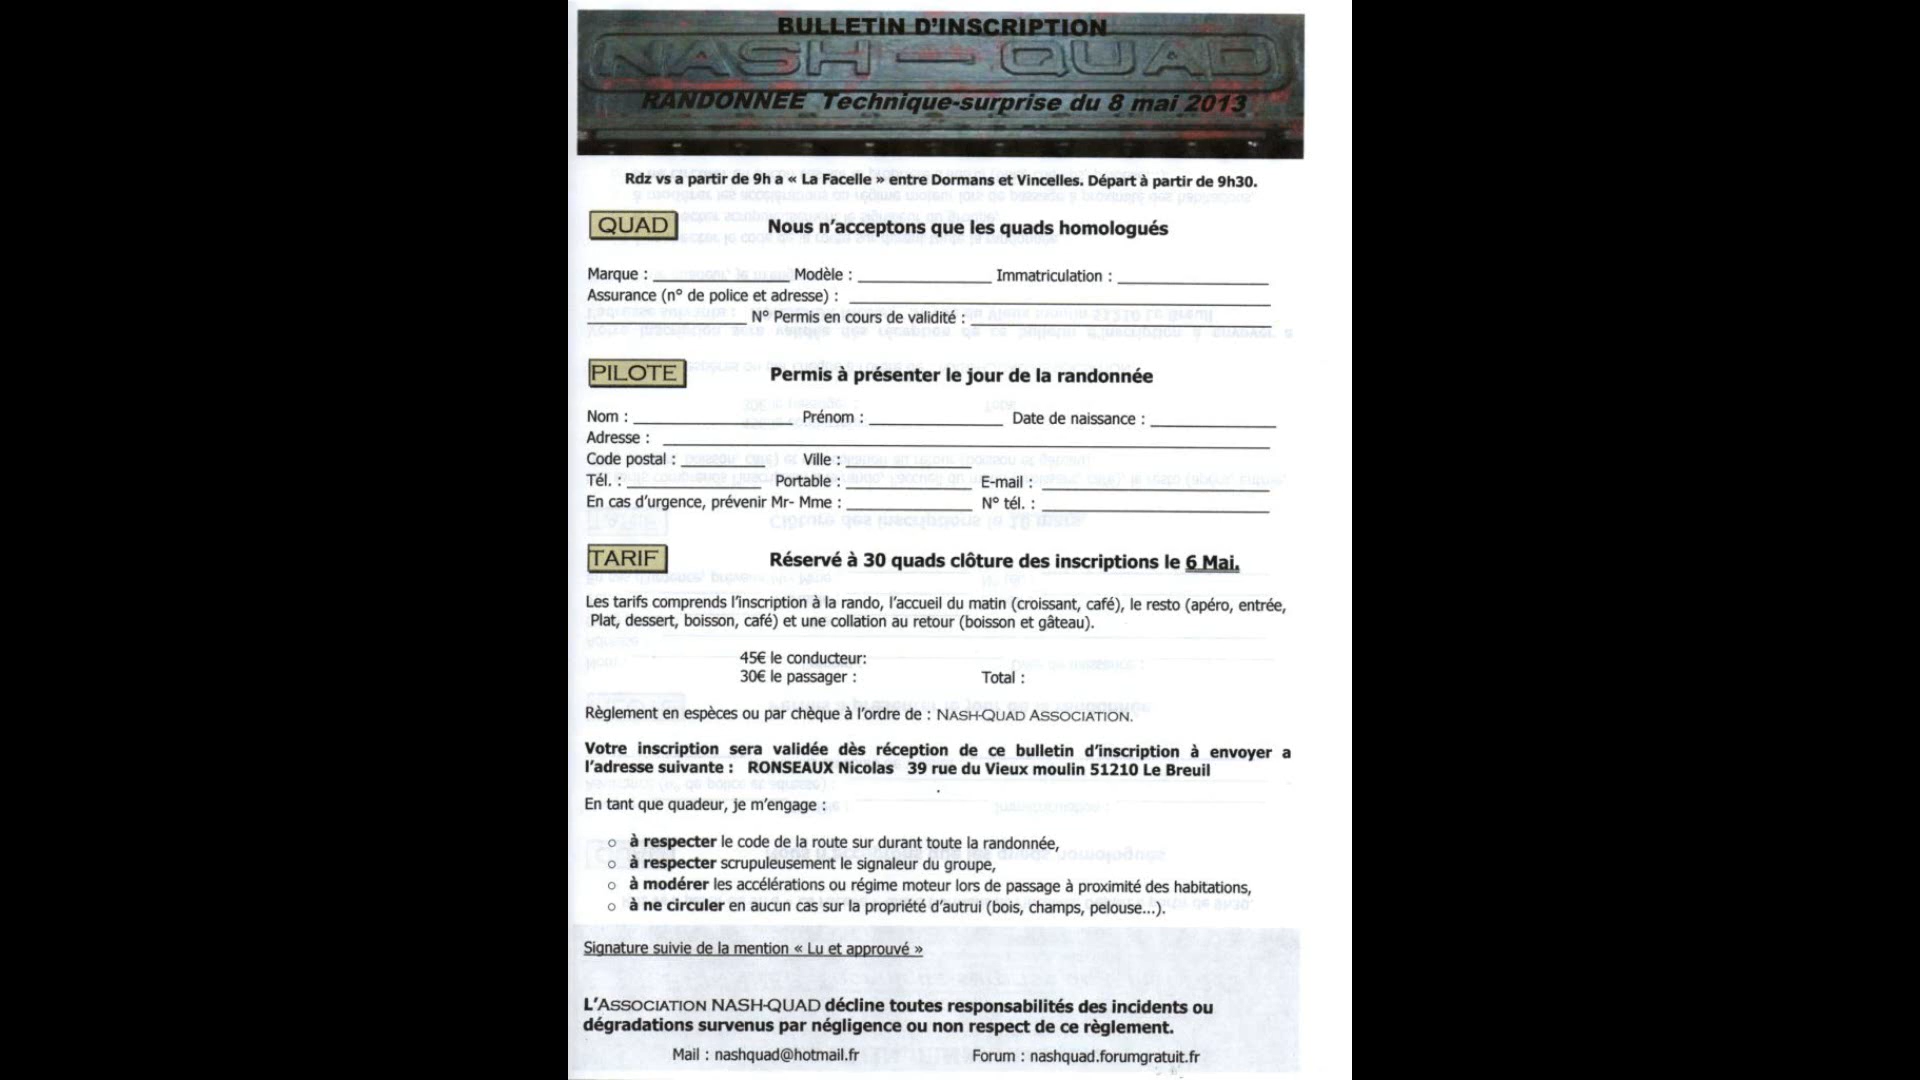 BULLETIN D'INSCRIPTION
NASH-QUAD
RANDONNEE Technique-surprise du 8 mai 2013
Rdz vs a partir de 9h a « La Facelle » entre Dormans et Vincelles. Départ à partir de 9h30.
QUAD Nous n'acceptons que les quads homologués
Marque : Modèle : Immatriculation :
Assurance (n° de police et adresse) :
N° Permis en cours de validité :
PILOTE Permis à présenter le jour de la randonnée
Nom : Prénom : Date de naissance :
Adresse :
Code postal : Ville :
Tél. : Portable : E-mail :
En cas d'urgence, prévenir Mr- Mme : N° tél. :
TARIF Réservé à 30 quads clôture des inscriptions le 6 Mai.
Les tarifs comprends l'inscription à la rando, l'accueil du matin (croissant, café), le resto (apéro, entrée,
Plat, dessert, boisson, café) et une collation au retour (boisson et gâteau).
45€ le conducteur:
30€ le passager : Total :
Règlement en espèces ou par chèque à l'ordre de : NASH-QUAD ASSOCIATION.
Votre inscription sera validée dès réception de ce bulletin d'inscription à envoyer a
l'adresse suivante : RONSEAUX Nicolas 39 rue du Vieux moulin 51210 Le Breuil
En tant que quadeur, je m'engage :
o à respecter le code de la route sur durant toute la randonnée,
o à respecter scrupuleusement le signaleur du groupe,
o à modérer les accélérations ou régime moteur lors de passage à proximité des habitations,
o à ne circuler en aucun cas sur la propriété d'autrui (bois, champs, pelouse...).
Signature suivie de la mention « Lu et approuvé »
L'ASSOCIATION NASH-QUAD décline toutes responsabilités des incidents ou
dégradations survenus par négligence ou non respect de ce règlement.
Mail : nashquad@hotmail.fr Forum : nashquad.forumgratuit.fr